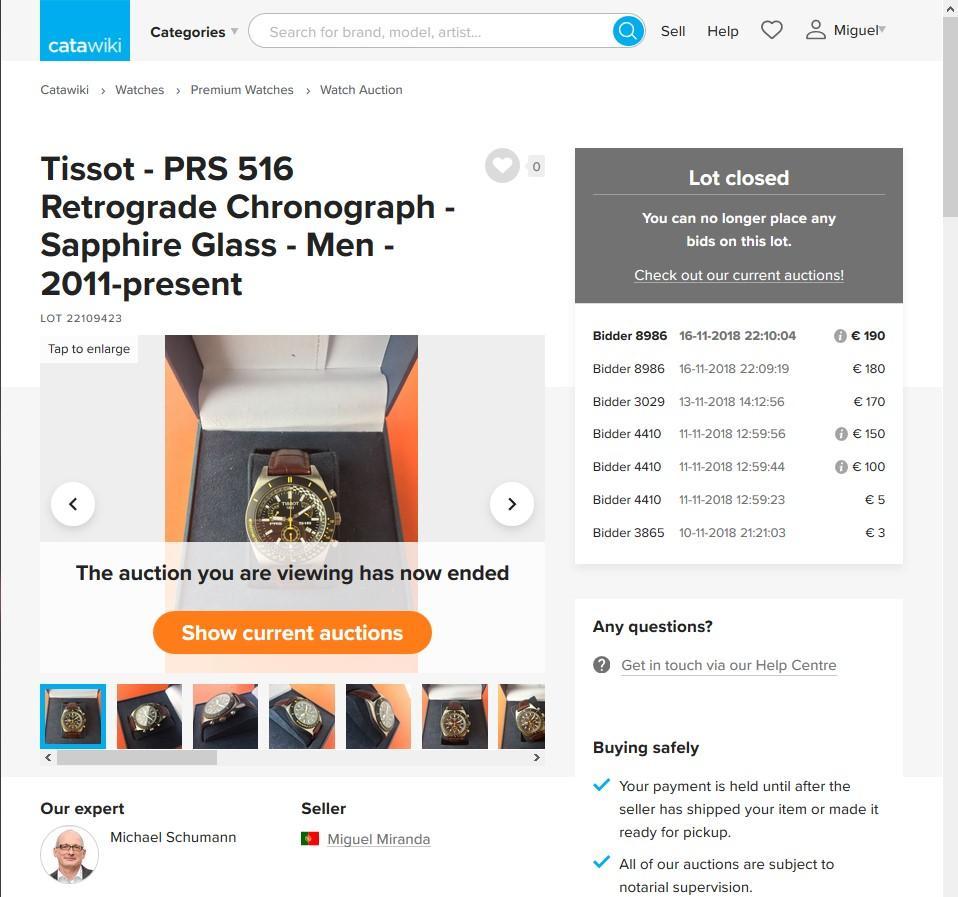 catawiki
Categories
Search for brand, model, artist...
Sell
Help
Miguel
Catawiki > Watches > Premium Watches > Watch Auction
Tissot - PRS 516
Retrograde Chronograph -
Sapphire Glass - Men -
2011-present
0
LOT 22109423
Tap to enlarge
TISSOT
PRS 516
The auction you are viewing has now ended
Show current auctions
Our expert
Michael Schumann
Seller
Miguel Miranda
Lot closed
You can no longer place any
bids on this lot.
Check out our current auctions!
Bidder 8986 16-11-2018 22:10:04 € 190
Bidder 8986 16-11-2018 22:09:19 € 180
Bidder 3029 13-11-2018 14:12:56 € 170
Bidder 4410 11-11-2018 12:59:56 € 150
Bidder 4410 11-11-2018 12:59:44 € 100
Bidder 4410 11-11-2018 12:59:23 € 5
Bidder 3865 10-11-2018 21:21:03 € 3
Any questions?
Get in touch via our Help Centre
Buying safely
Your payment is held until after the
seller has shipped your item or made it
ready for pickup.
All of our auctions are subject to
notarial supervision.